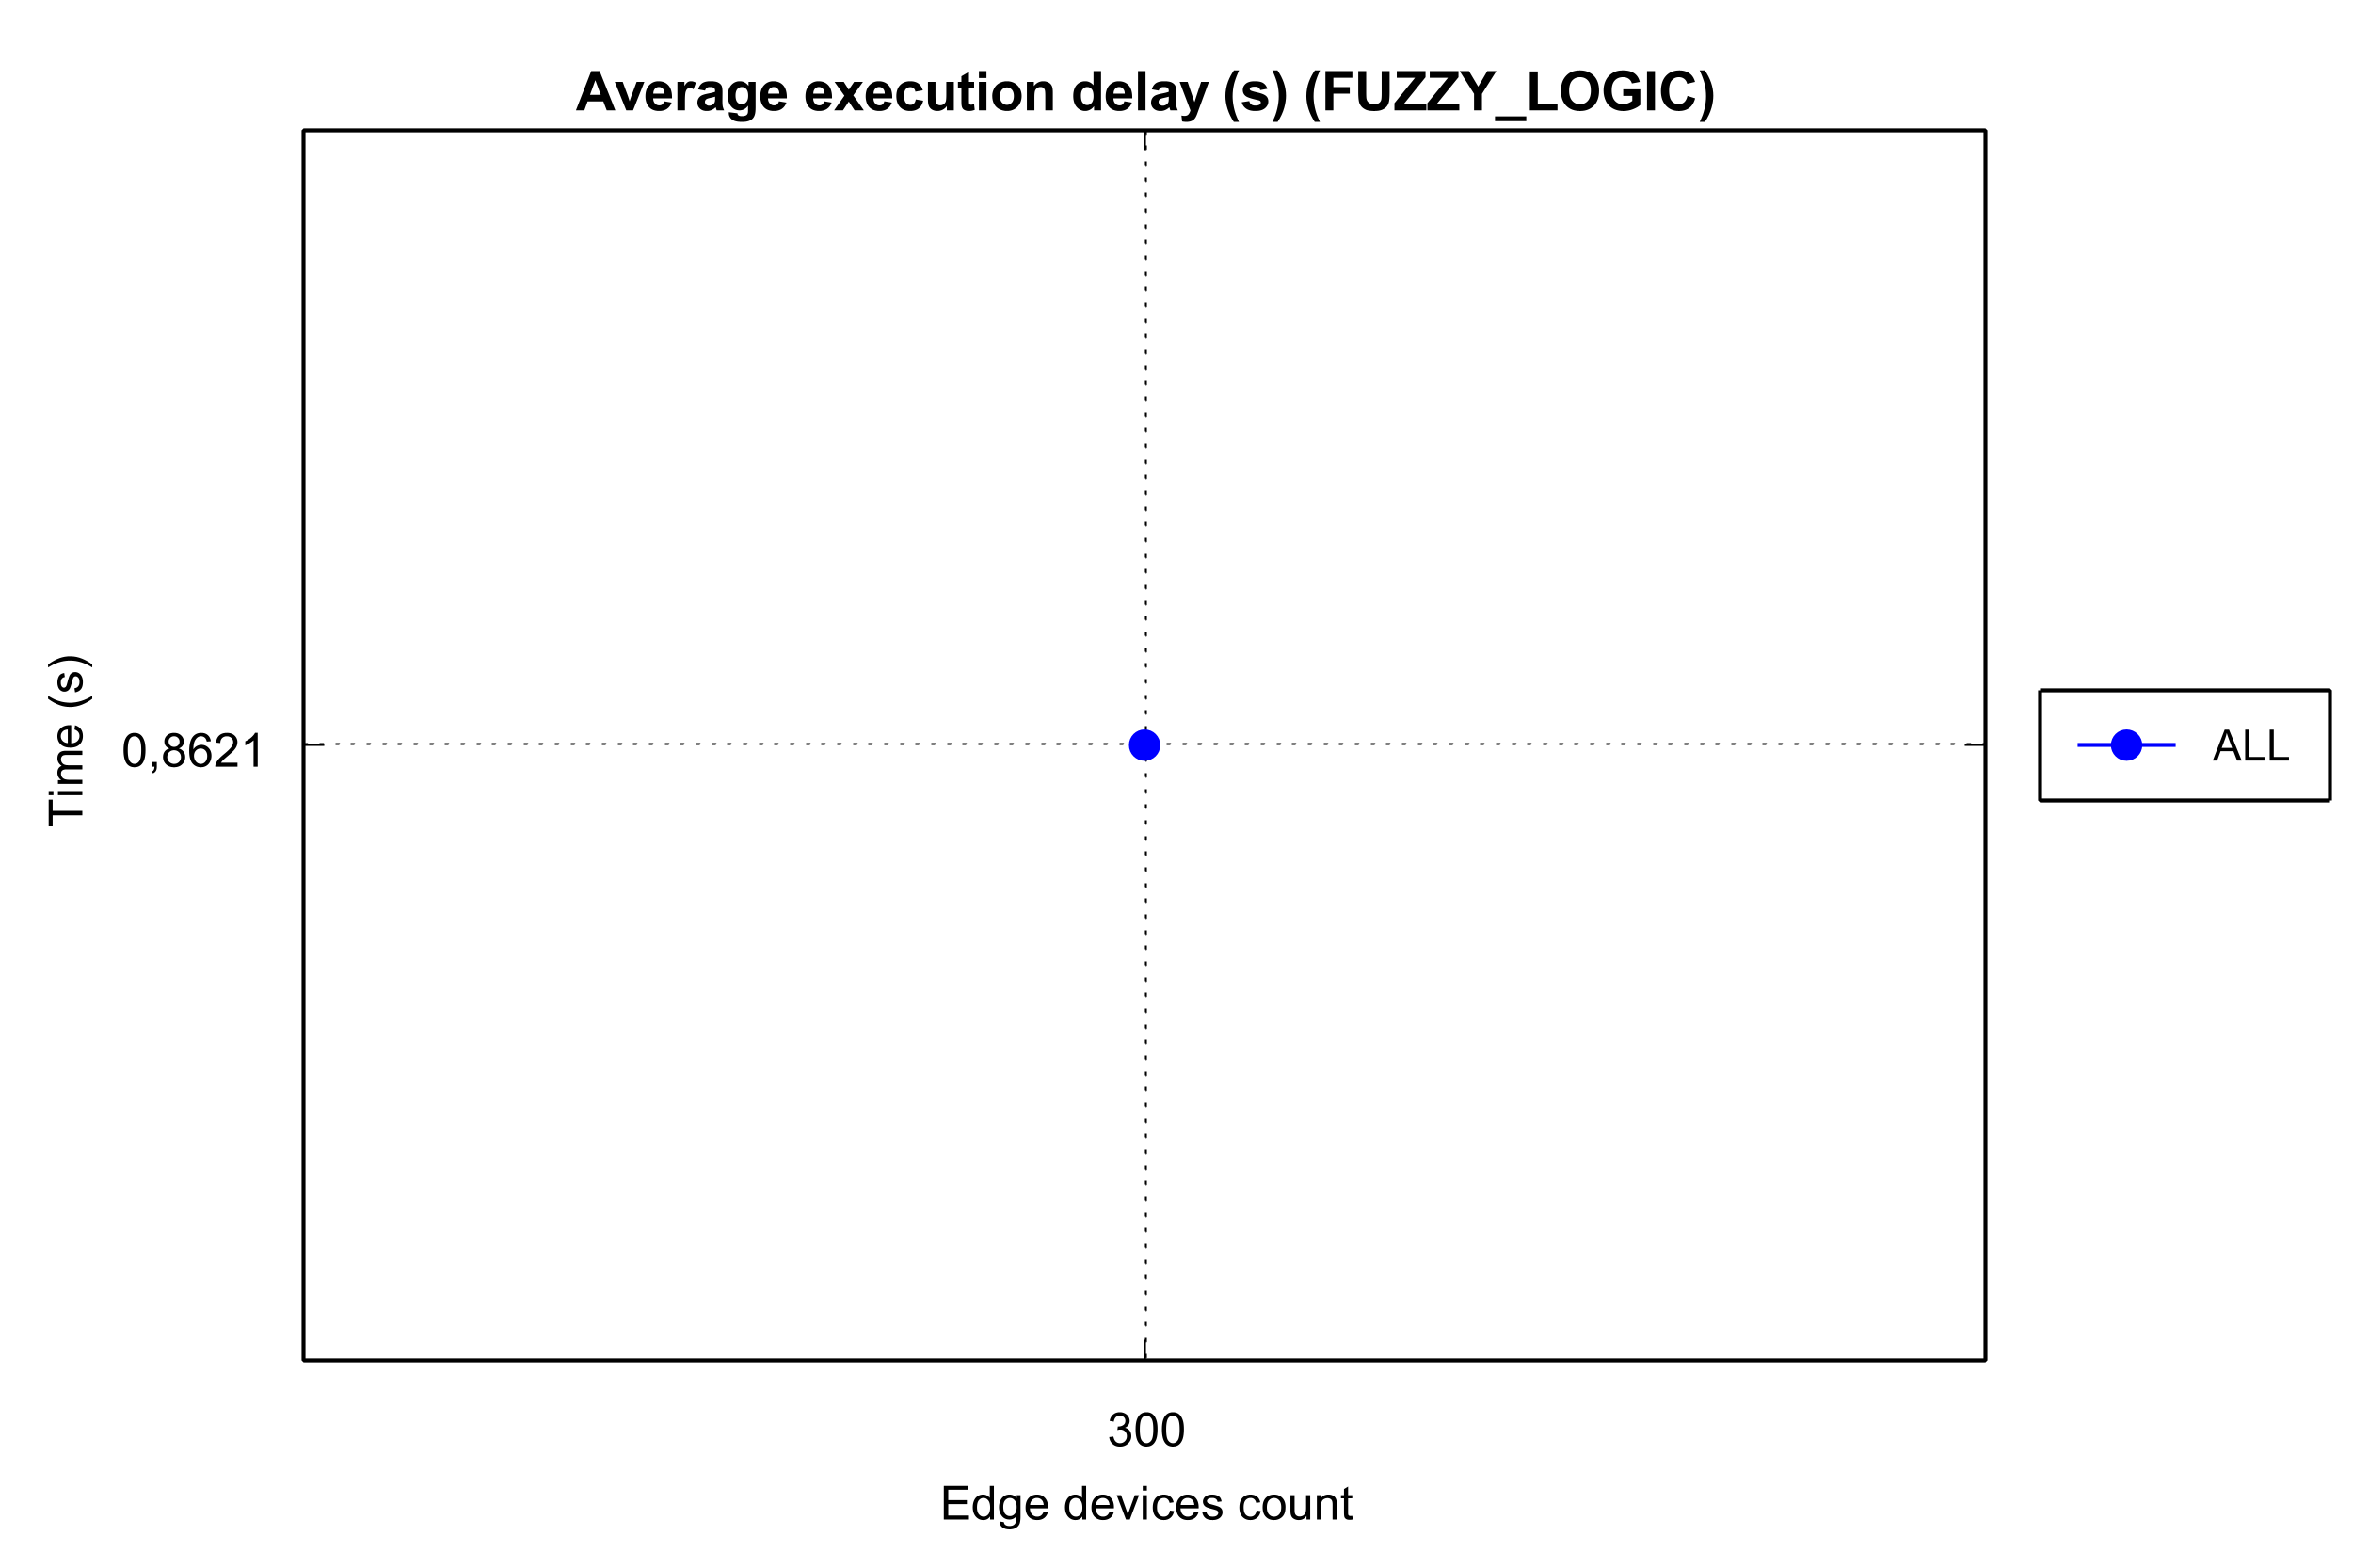 Average execution delay (s) (FUZZY_LOGIC)
Time (s)
0,8621
ALL
300
Edge devices count